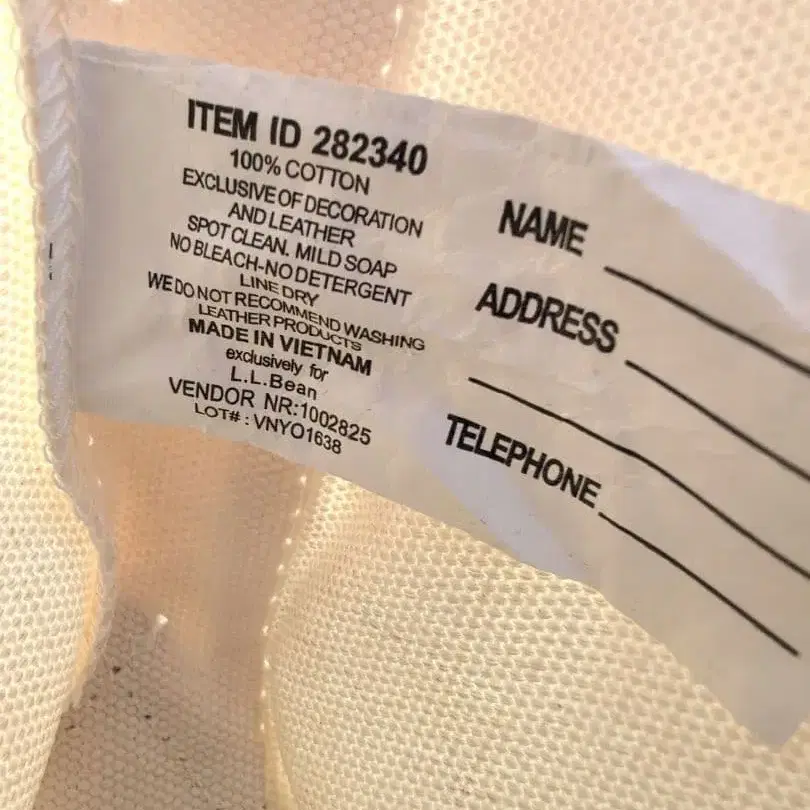 ITEM ID 282340
100% COTTON
EXCLUSIVE OF DECORATION
AND LEATHER
SPOT CLEAN. MILD SOAP
NO BLEACH-NO DETERGENT
LINE DRY
WE DO NOT RECOMMEND WASHING
LEATHER PRODUCTS
MADE IN VIETNAM
exclusively for
L.L.Bean
VENDOR NR:1002825
LOT# : VNYO1638
NAME
ADDRESS
TELEPHONE